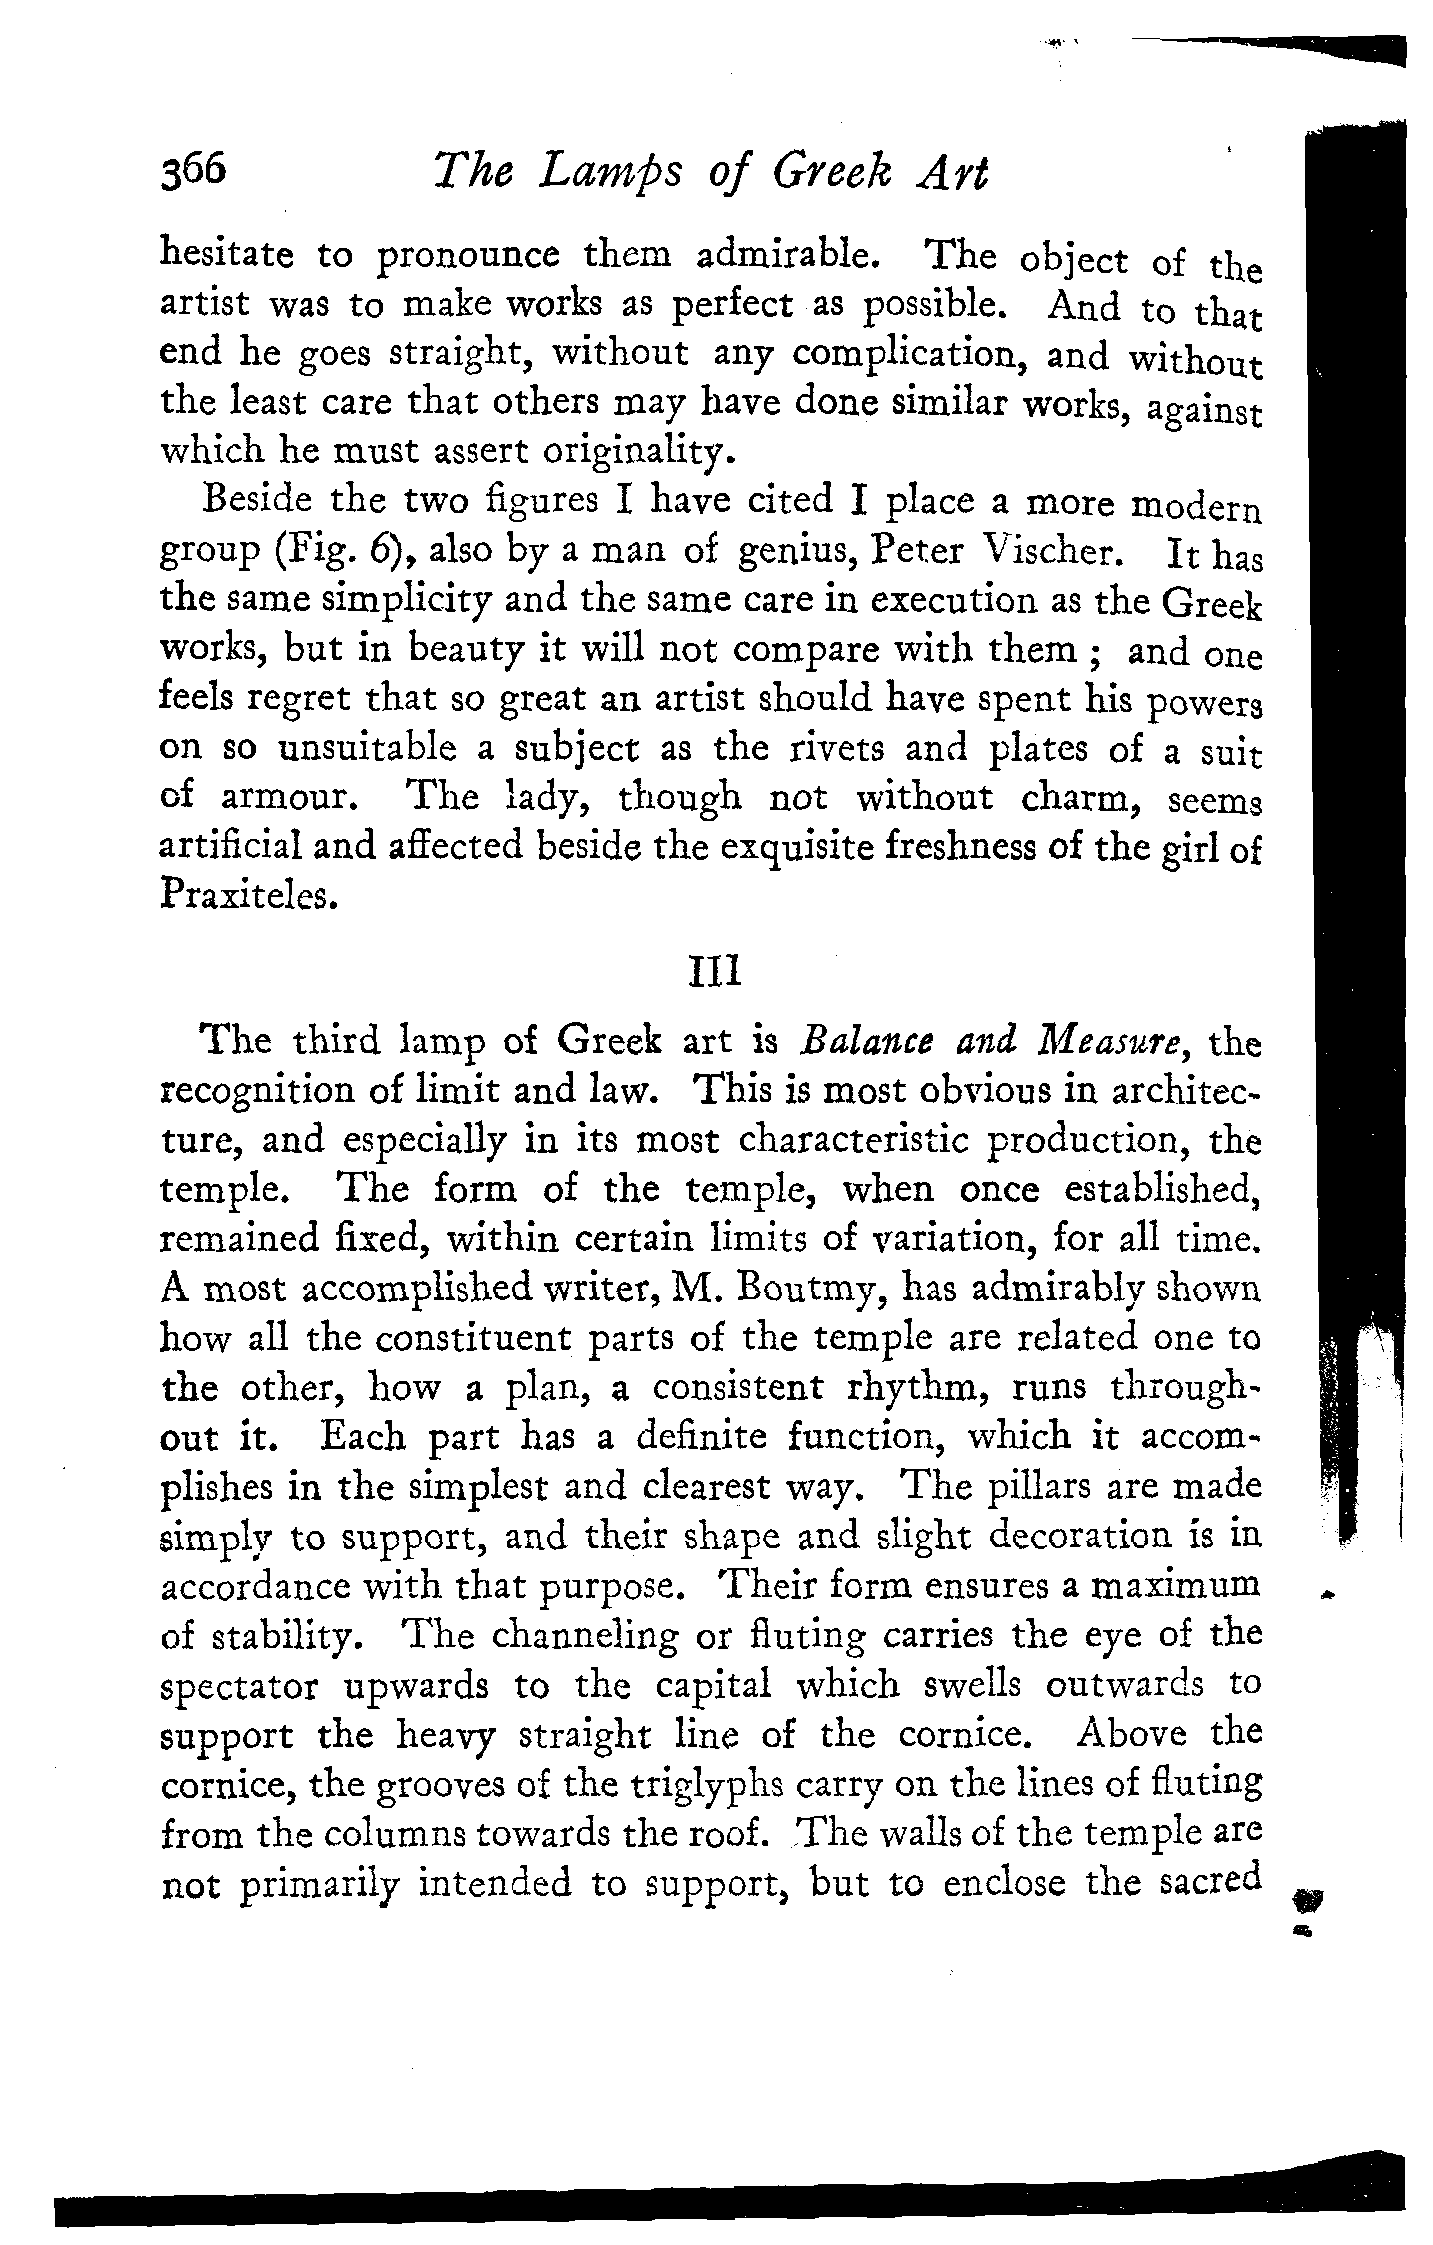 366 The Lamps of Greek Art
hesitate to pronounce them admirable. The object of the
artist was to make works as perfect as possible. And to that
end he goes straight, without any complication, and without
the least care that others may have done similar works, against
which he must assert originality.
Beside the two figures I have cited I place a more modern
group (Fig. 6), also by a man of genius, Peter Vischer. It has
the same simplicity and the same care in execution as the Greek
works, but in beauty it will not compare with them ; and one
feels regret that so great an artist should have spent his powers
on so unsuitable a subject as the rivets and plates of a suit
of armour. The lady, though not without charm, seems
artificial and affected beside the exquisite freshness of the girl of
Praxiteles.
III
The third lamp of Greek art is Balance and Measure, the
recognition of limit and law. This is most obvious in architec-
ture, and especially in its most characteristic production, the
temple. The form of the temple, when once established,
remained fixed, within certain limits of variation, for all time.
A most accomplished writer, M. Boutmy, has admirably shown
how all the constituent parts of the temple are related one to
the other, how a plan, a consistent rhythm, runs through-
out it. Each part has a definite function, which it accom-
plishes in the simplest and clearest way. The pillars are made
simply to support, and their shape and slight decoration is in
accordance with that purpose. Their form ensures a maximum
of stability. The channeling or fluting carries the eye of the
spectator upwards to the capital which swells outwards to
support the heavy straight line of the cornice. Above the
cornice, the grooves of the triglyphs carry on the lines of fluting
from the columns towards the roof. The walls of the temple are
not primarily intended to support, but to enclose the sacred